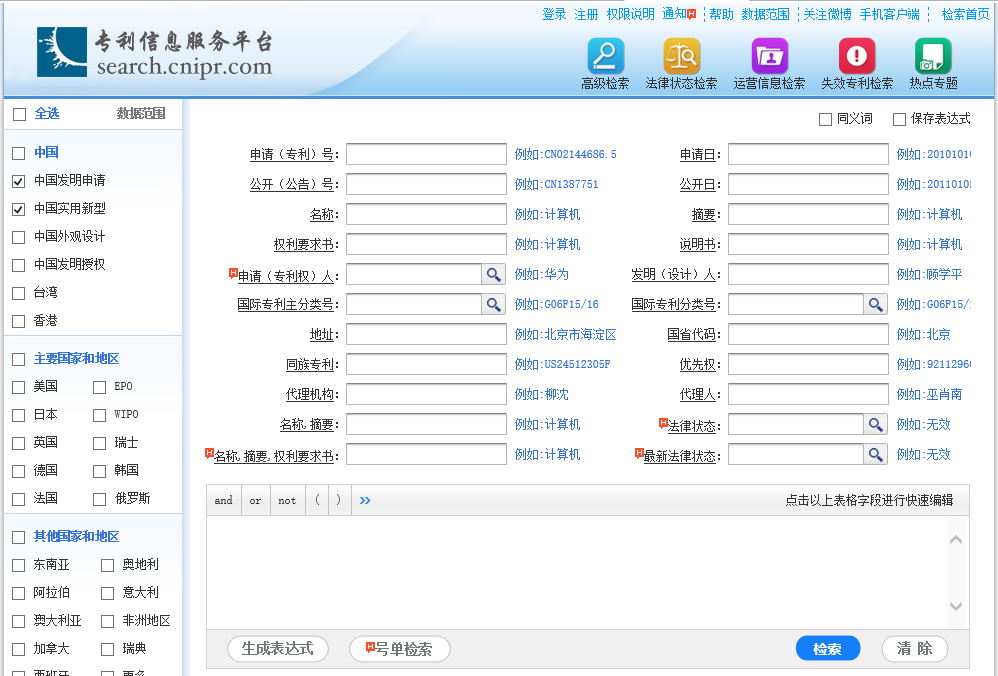 登录 注册 权限说明 通知H 帮助 数据范围 关注微博 手机客户端 检索首页
专利信息服务平台
search.cnipr.com
高级检索 法律状态检索 运营信息检索 失效专利检索 热点专题
全选 数据范围
中国
中国发明申请
中国实用新型
中国外观设计
中国发明授权
台湾
香港
主要国家和地区
美国 EPO
日本 WIPO
英国 瑞士
德国 韩国
法国 俄罗斯
其他国家和地区
东南亚 奥地利
阿拉伯 意大利
澳大利亚 非洲地区
加拿大 瑞典
同义词 保存表达式
申请（专利）号: 例如:CN02144686.5 申请日: 例如:2010101
公开（公告）号: 例如:CN1387751 公开日: 例如:2011010
名称: 例如:计算机 摘要: 例如:计算机
权利要求书: 例如:计算机 说明书: 例如:计算机
H申请（专利权）人: 例如:华为 发明（设计）人: 例如:顾学平
国际专利主分类号: 例如:G06F15/16 国际专利分类号: 例如:G06F15/
地址: 例如:北京市海淀区 国省代码: 例如:北京
同族专利: 例如:US24512305F 优先权: 例如:9211296
代理机构: 例如:柳沈 代理人: 例如:巫肖南
名称,摘要: 例如:计算机 H法律状态: 例如:无效
H名称,摘要,权利要求书: 例如:计算机 H最新法律状态: 例如:无效
and or not ( ) >> 点击以上表格字段进行快速编辑
生成表达式 H号单检索 检索 清 除